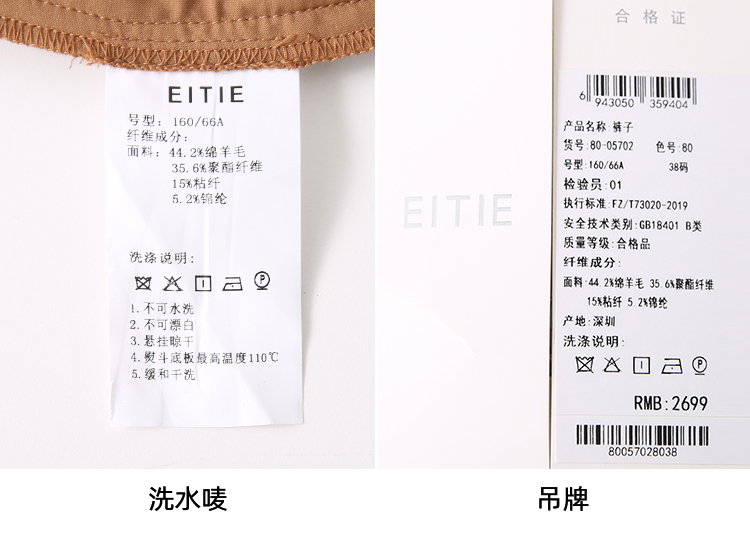 EITIE
号型：160/66A
纤维成分：
面料：44.2%绵羊毛
35.6%聚酯纤维
15%粘纤
5.2%锦纶
洗涤说明：
P
1.不可水洗
2.不可漂白
3.悬挂晾干
4.熨斗底板最高温度110℃
5.缓和干洗
洗水唛
EITIE
合格证
6 943050 359404
产品名称:裤子
货号:80-05702 色号:80
号型:160/66A 38码
检验员:01
执行标准:FZ/T73020-2019
安全技术类别:GB18401 B类
质量等级:合格品
纤维成分:
面料:44.2%绵羊毛 35.6%聚酯纤维
15%粘纤 5.2%锦纶
产地:深圳
洗涤说明:
P
RMB:2699
80057028038
吊牌